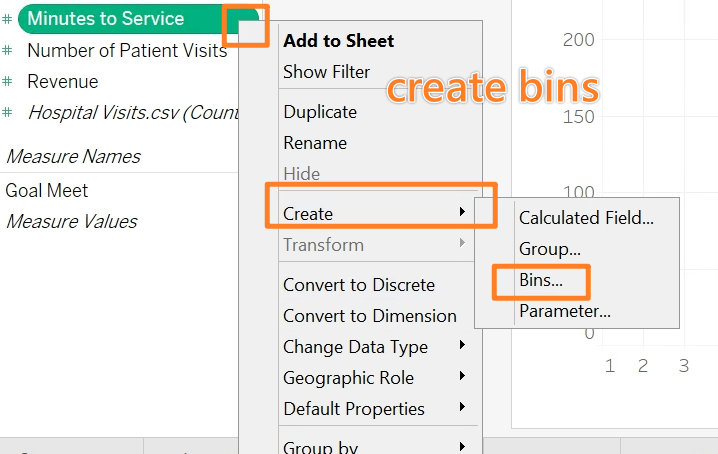 Minutes to Service
Number of Patient Visits
Revenue
Hospital Visits.csv (Count
Measure Names
Goal Meet
Measure Values
Add to Sheet
Show Filter
Duplicate
Rename
Hide
Create
Transform
Convert to Discrete
Convert to Dimension
Change Data Type
Geographic Role
Default Properties
Group by
create bins
Calculated Field...
Group...
Bins...
Parameter...
200
150
100
0
1 2 3